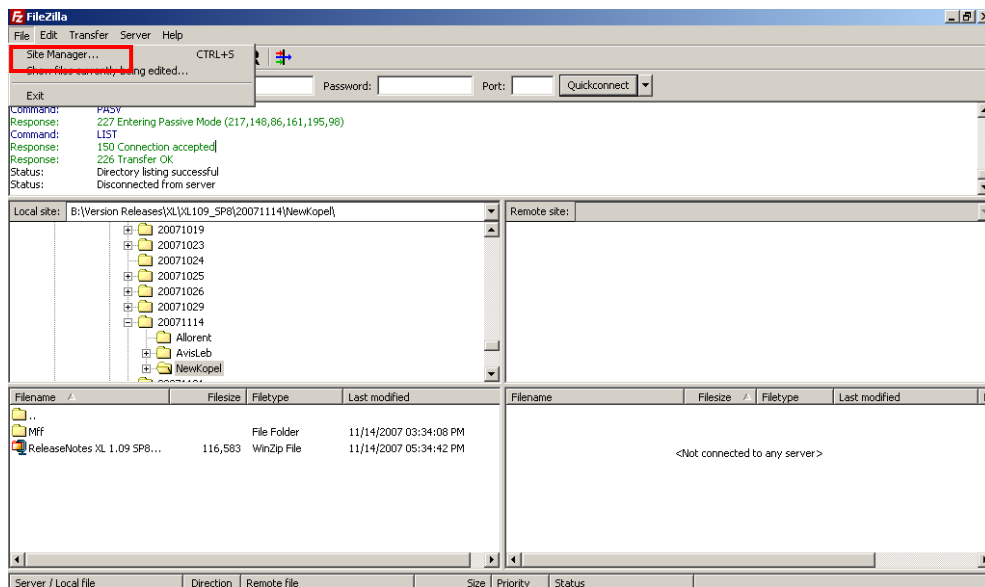 FileZilla
File Edit Transfer Server Help
Site Manager... CTRL+S
Show files currently being edited...
Exit
Password: Port: Quickconnect
Command: PASV
Response: 227 Entering Passive Mode (217,148,86,161,195,98)
Command: LIST
Response: 150 Connection accepted
Response: 226 Transfer OK
Status: Directory listing successful
Status: Disconnected from server
Local site: B:\Version Releases\XL\XL109_SP8\20071114\NewKopel\
Remote site:
20071019
20071023
20071024
20071025
20071026
20071029
20071114
Allorent
AvisLeb
NewKopel
Filename Filesize Filetype Last modified
..
Mff File Folder 11/14/2007 03:34:08 PM
ReleaseNotes XL 1.09 SP8... 116,583 WinZip File 11/14/2007 05:34:42 PM
Filename Filesize Filetype Last modified
<Not connected to any server>
Server / Local file Direction Remote file Size Priority Status